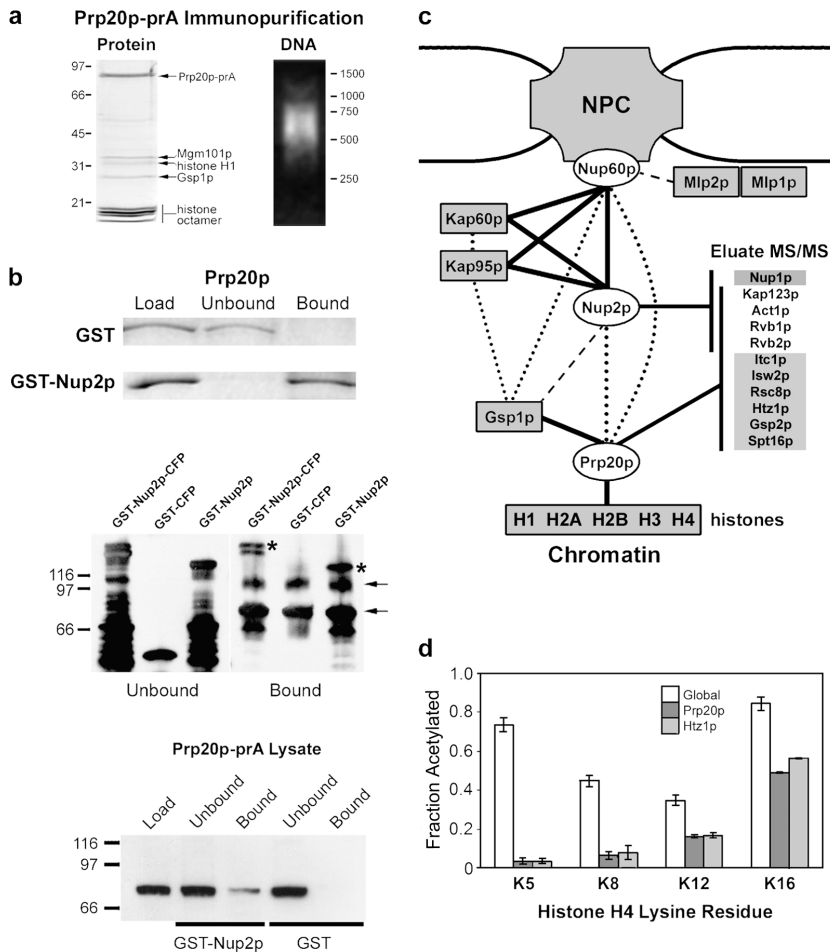 a
Prp20p-prA Immunopurification
Protein
DNA
97
66
45
31
21
Prp20p-prA
Mgm101p
histone H1
Gsp1p
histone
octamer
1500
1000
750
500
250
b
Prp20p
Load Unbound Bound
GST
GST-Nup2p
GST-Nup2p-CFP
GST-CFP
GST-Nup2p
GST-Nup2p-CFP
GST-CFP
GST-Nup2p
116
97
66
*
*
Unbound Bound
Prp20p-prA Lysate
Load
Unbound
Bound
Unbound
Bound
116
97
66
GST-Nup2p GST
c
NPC
Nup60p
Mlp2p Mlp1p
Kap60p
Kap95p
Nup2p
Gsp1p
Prp20p
Eluate MS/MS
Nup1p
Kap123p
Act1p
Rvb1p
Rvb2p
Itc1p
Isw2p
Rsc8p
Htz1p
Gsp2p
Spt16p
H1 H2A H2B H3 H4 histones
Chromatin
d
Fraction Acetylated
1.0
0.8
0.6
0.4
0.2
0
Global
Prp20p
Htz1p
K5 K8 K12 K16
Histone H4 Lysine Residue